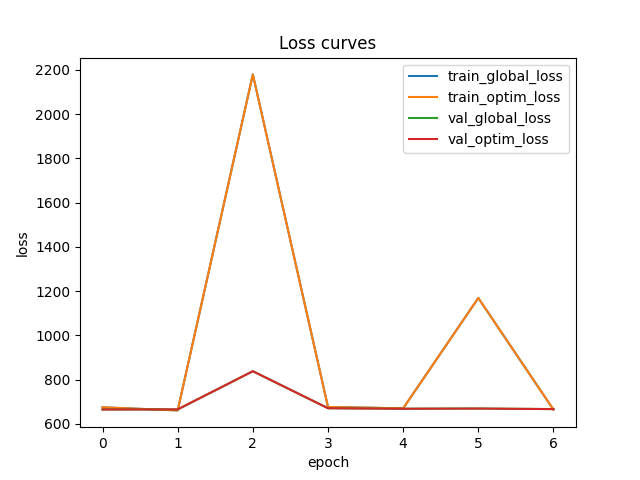 Loss curves
train_global_loss
train_optim_loss
val_global_loss
val_optim_loss
2200
2000
1800
1600
1400
1200
1000
800
600
loss
0 1 2 3 4 5 6
epoch